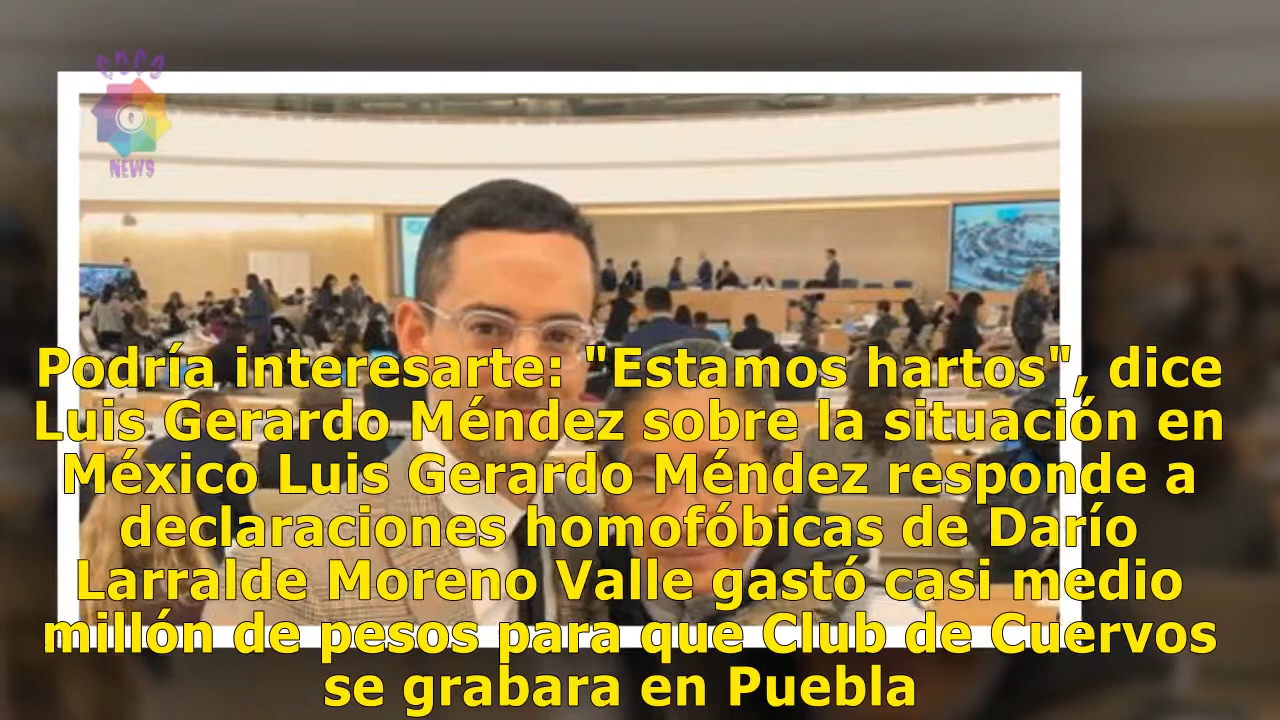 COCO
NEWS
Podría interesarte: "Estamos hartos", dice
Luis Gerardo Méndez sobre la situación en
México Luis Gerardo Méndez responde a
declaraciones homofóbicas de Darío
Larralde Moreno Valle gastó casi medio
millón de pesos para que Club de Cuervos
se grabara en Puebla